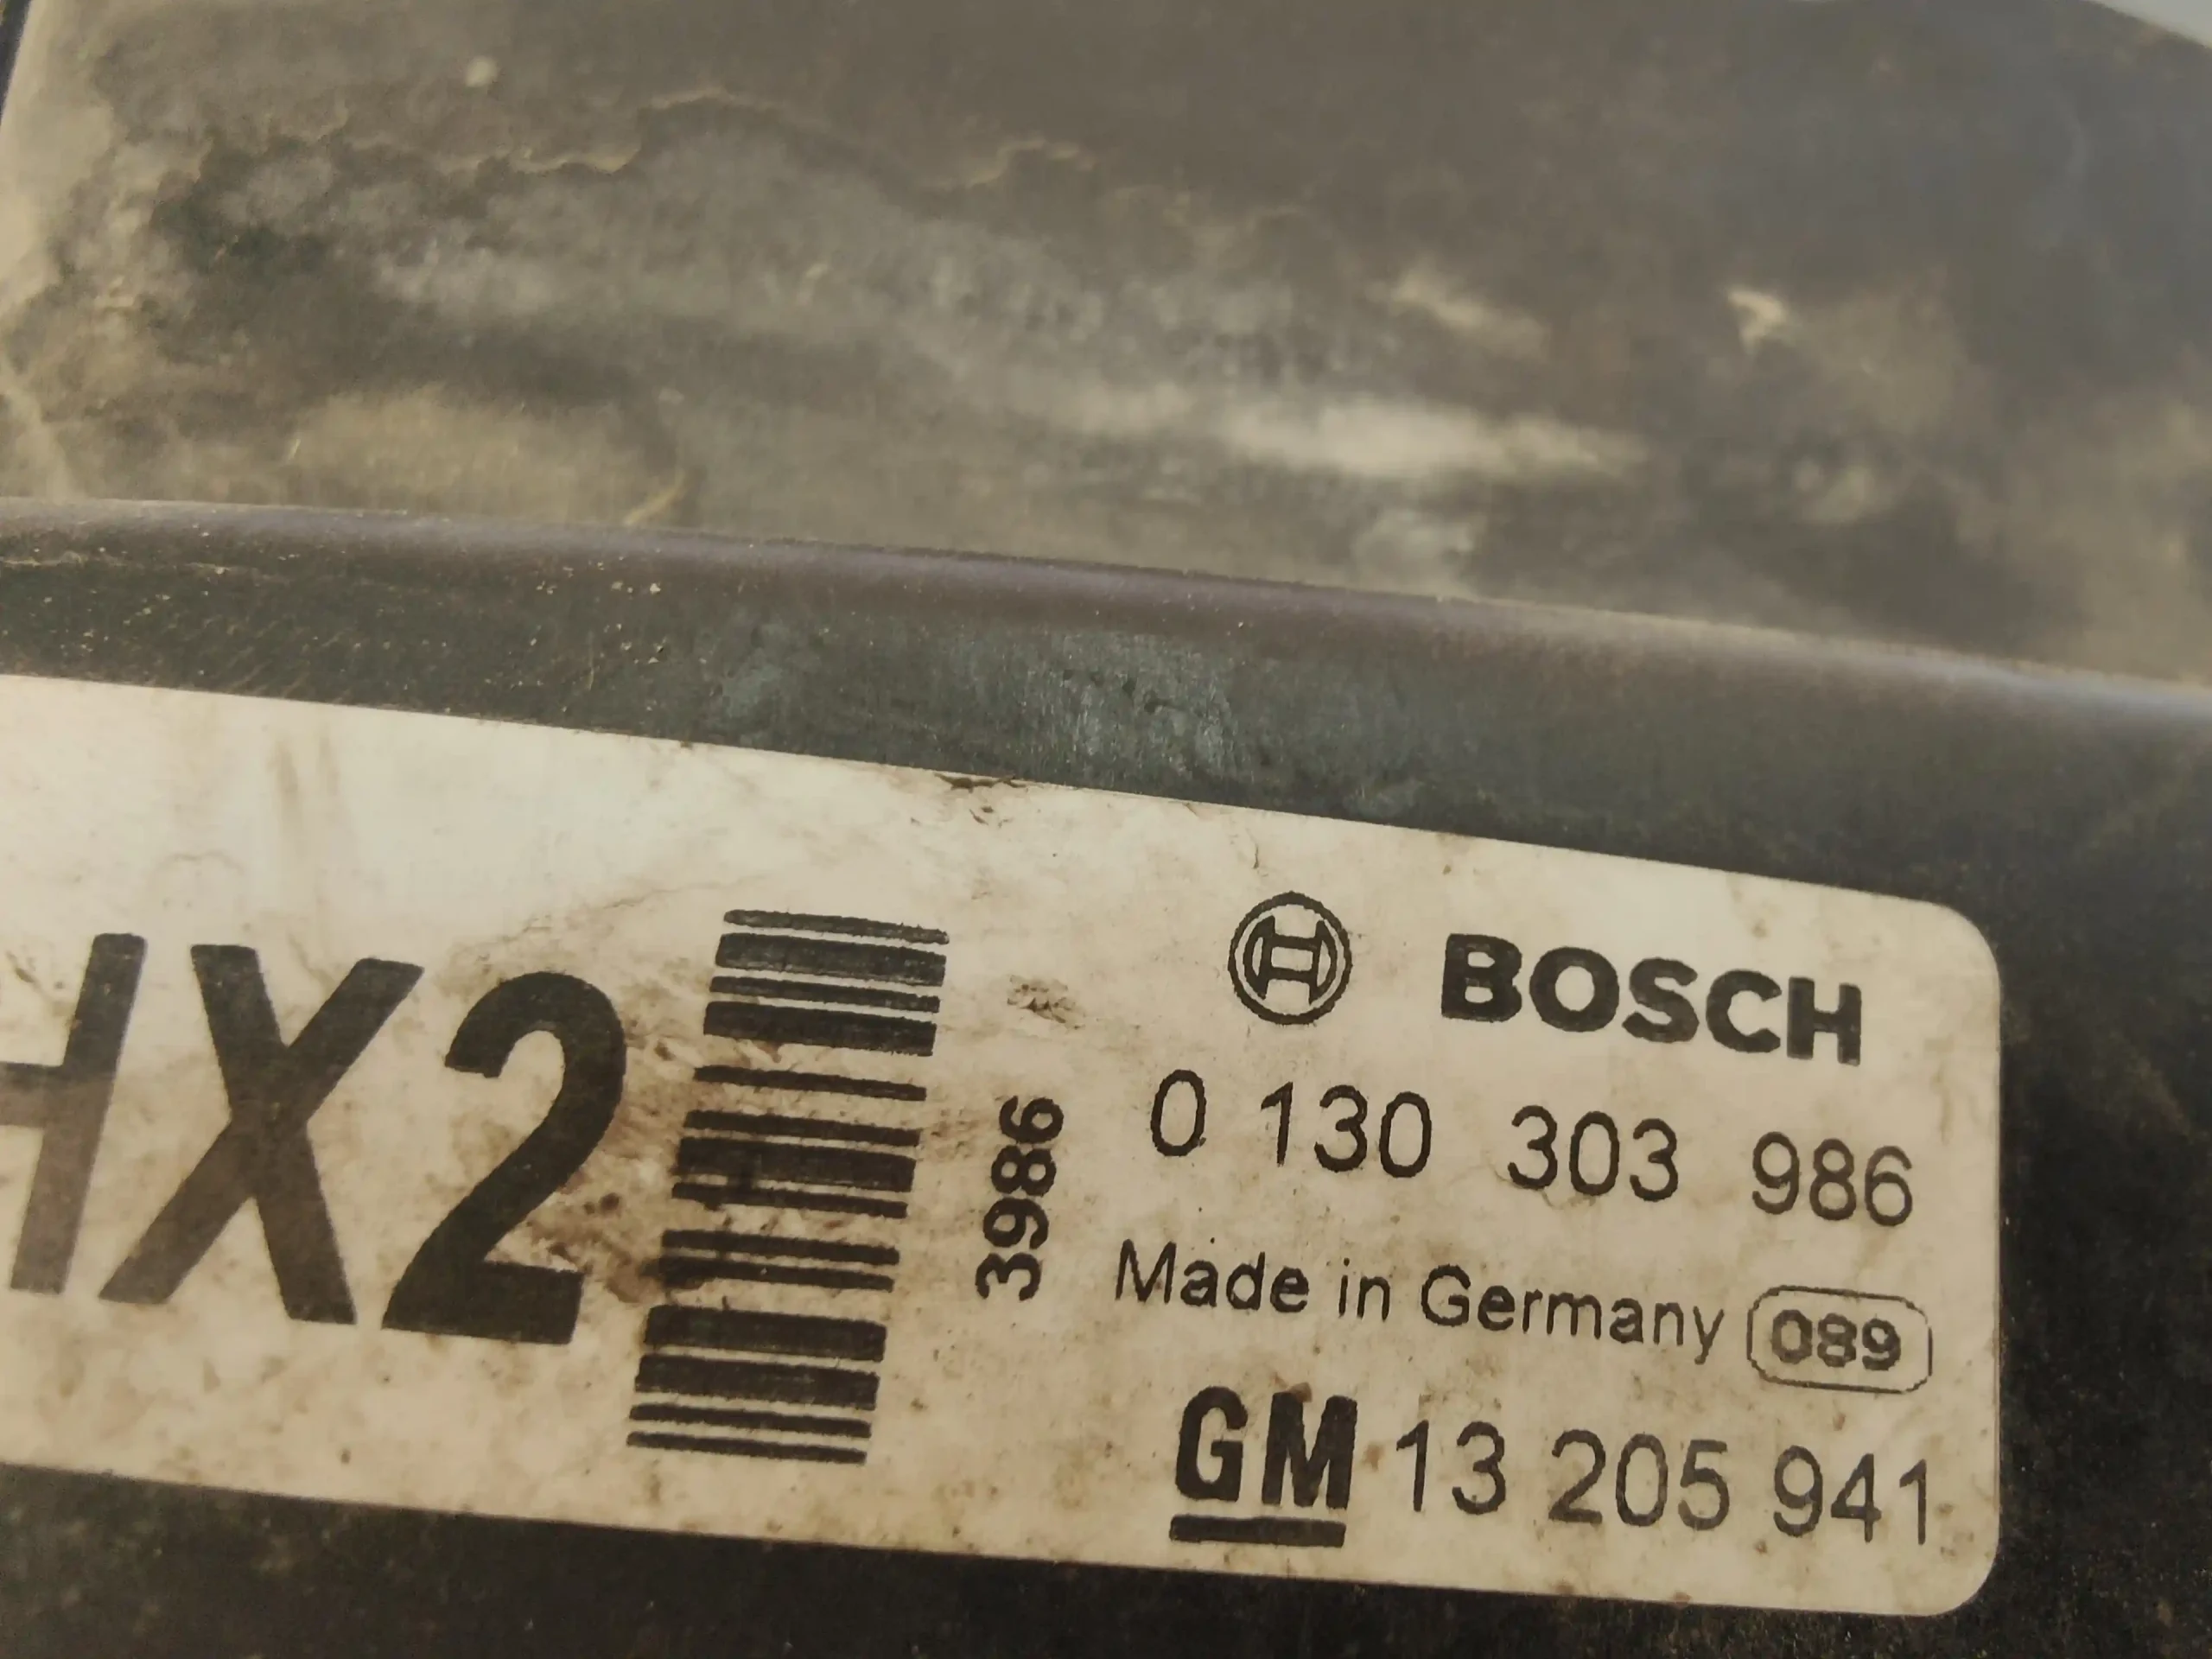 HX2
3986
BOSCH
0 130 303 986
Made in Germany 089
GM 13 205 941